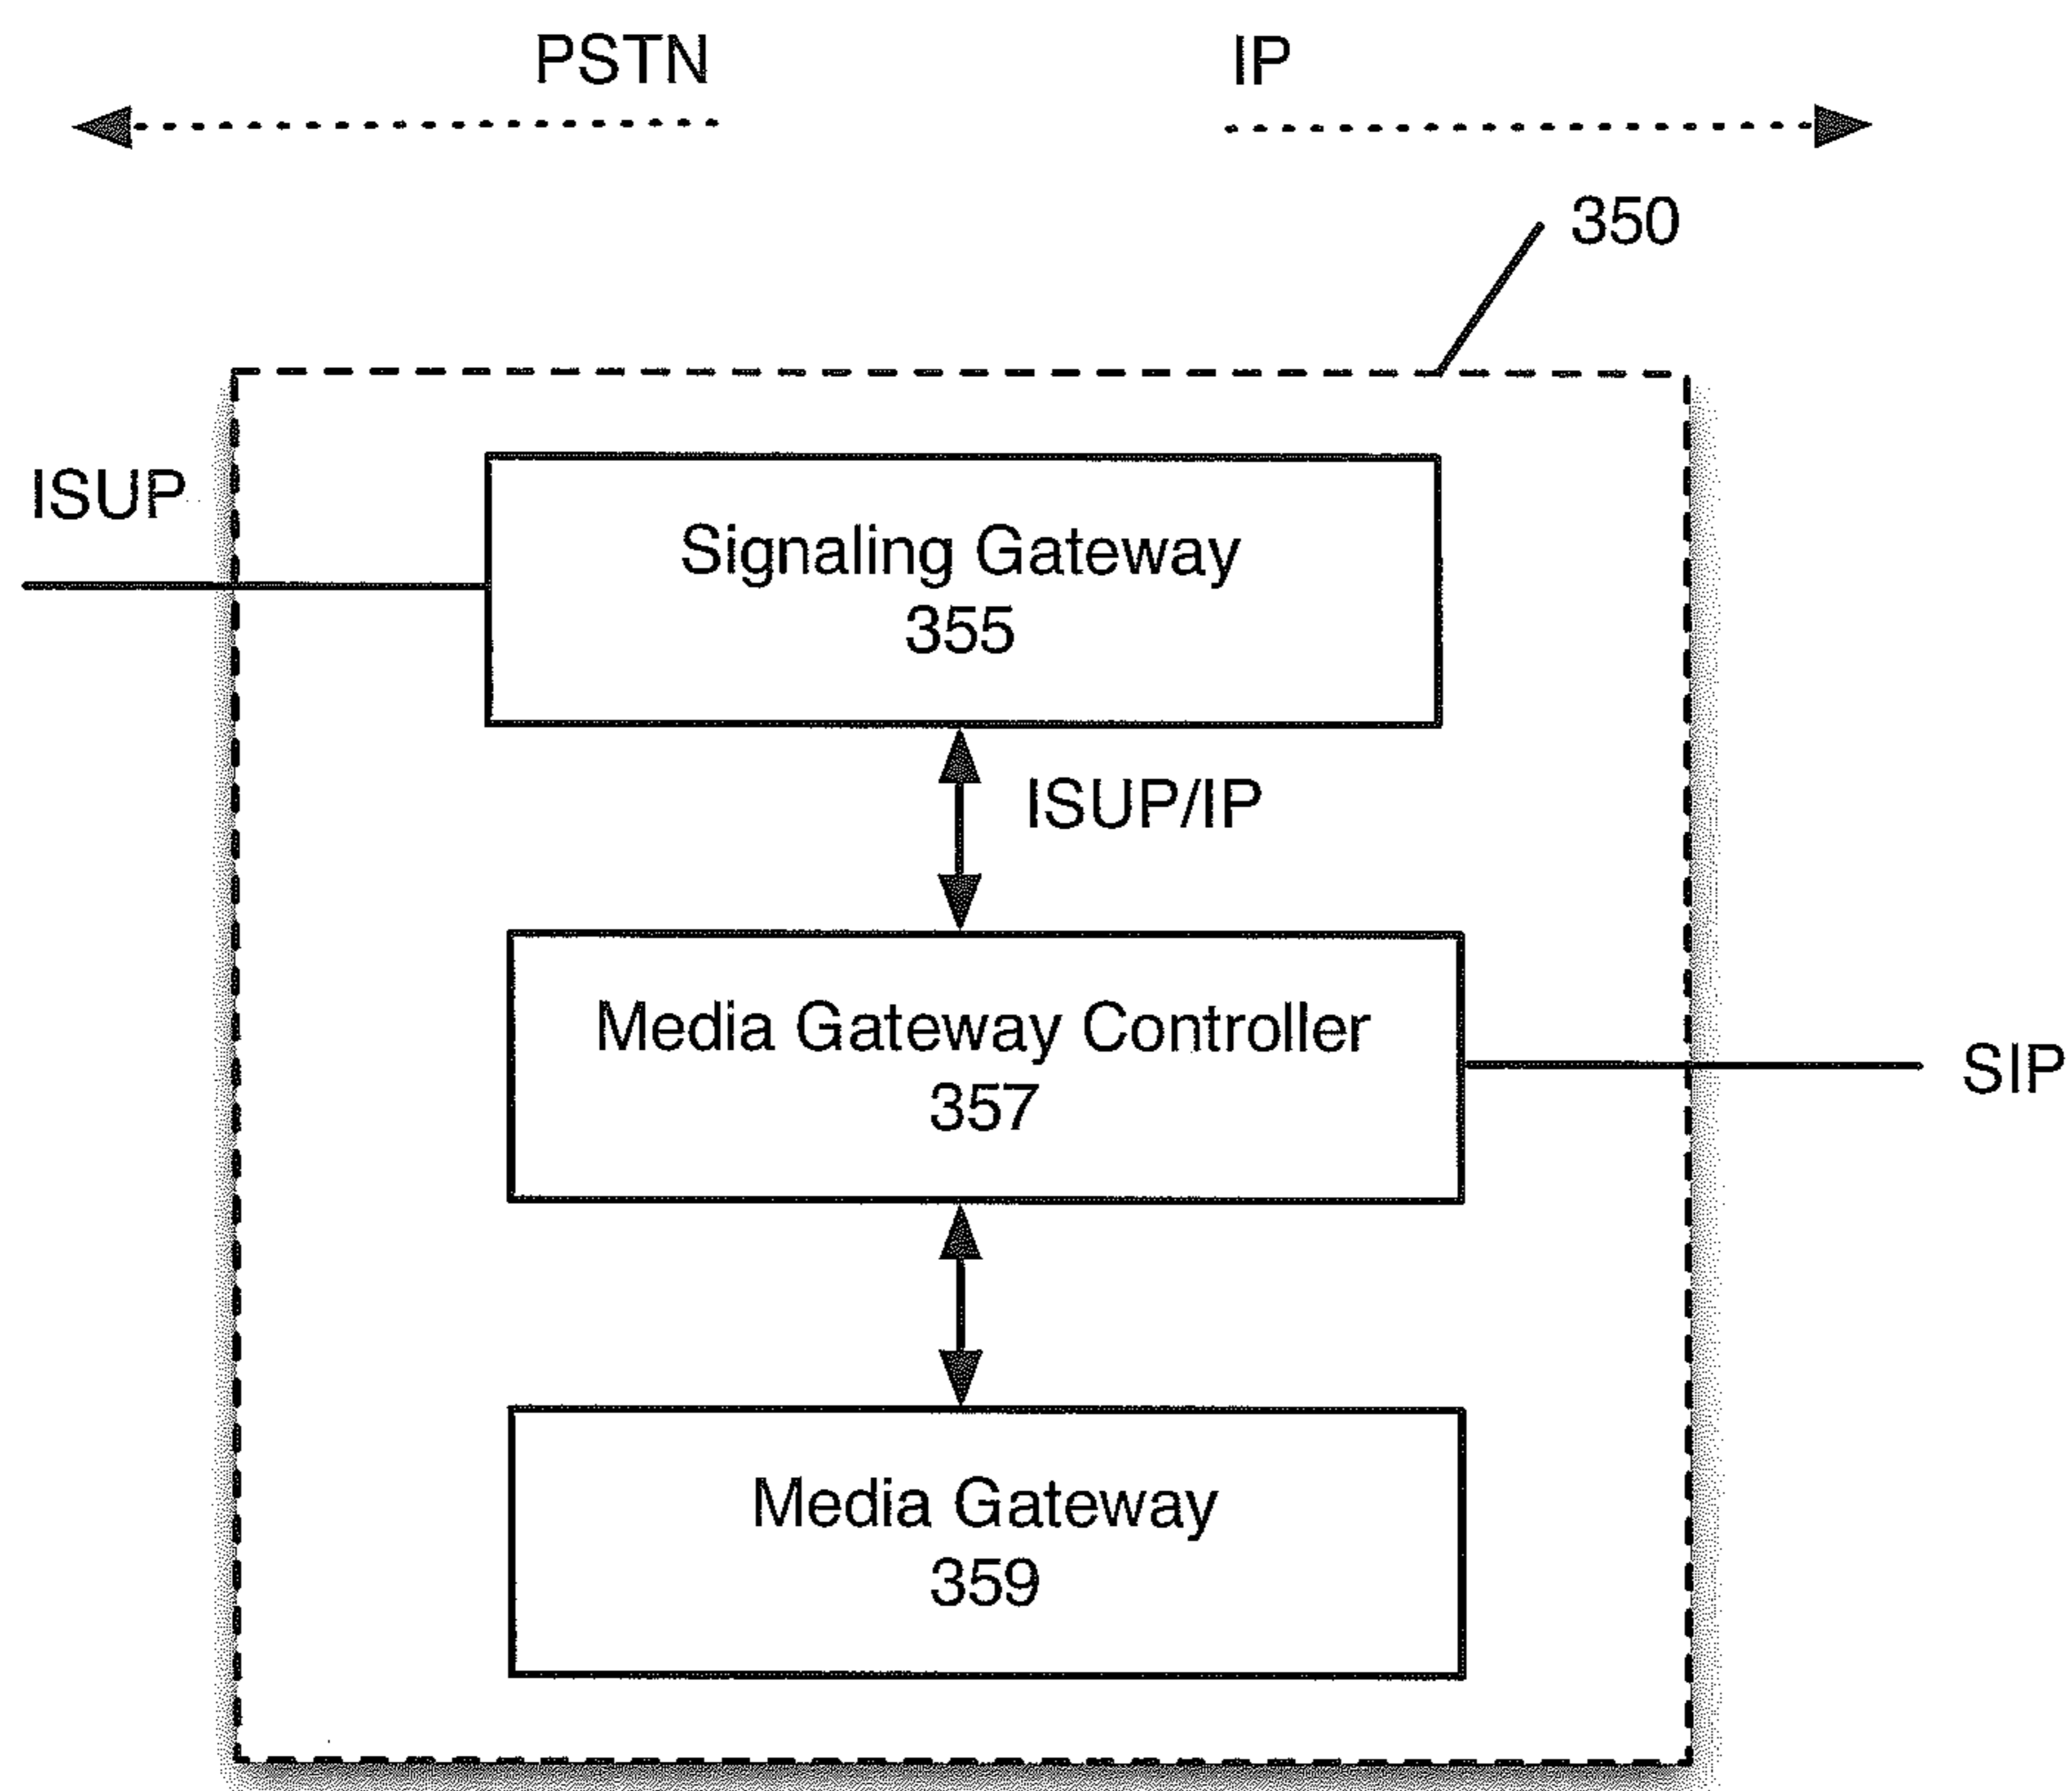 PSTN
IP
350
ISUP
Signaling Gateway
355
ISUP/IP
Media Gateway Controller
357
SIP
Media Gateway
359